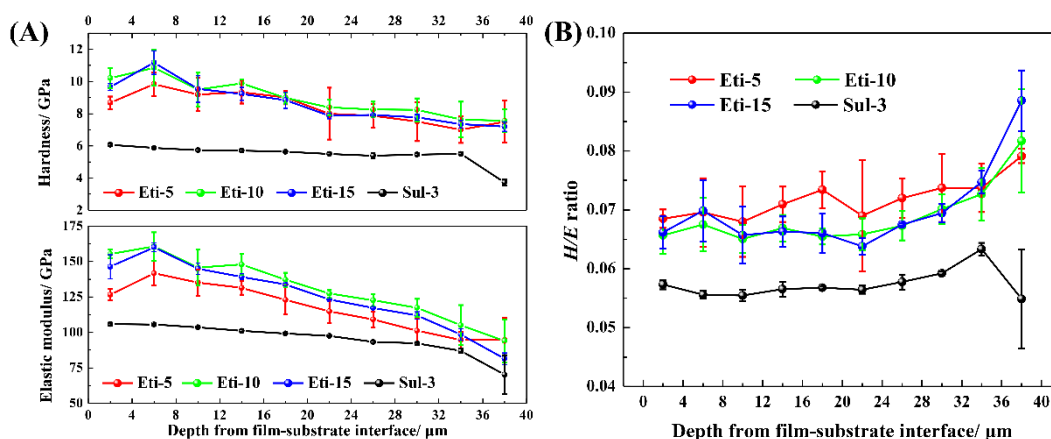 (A)
0 4 8 12 16 20 24 28 32 36 40
Hardness/ GPa
12
10
8
6
4
2
Eti-5 Eti-10 Eti-15 Sul-3
Elastic modulus/ GPa
175
150
125
100
75
50
Eti-5 Eti-10 Eti-15 Sul-3
0 4 8 12 16 20 24 28 32 36 40
Depth from film-substrate interface/ μm
(B)
H/E ratio
0.10
0.09
0.08
0.07
0.06
0.05
0.04
Eti-5 Eti-10
Eti-15 Sul-3
0 4 8 12 16 20 24 28 32 36 40
Depth from film-substrate interface/ μm